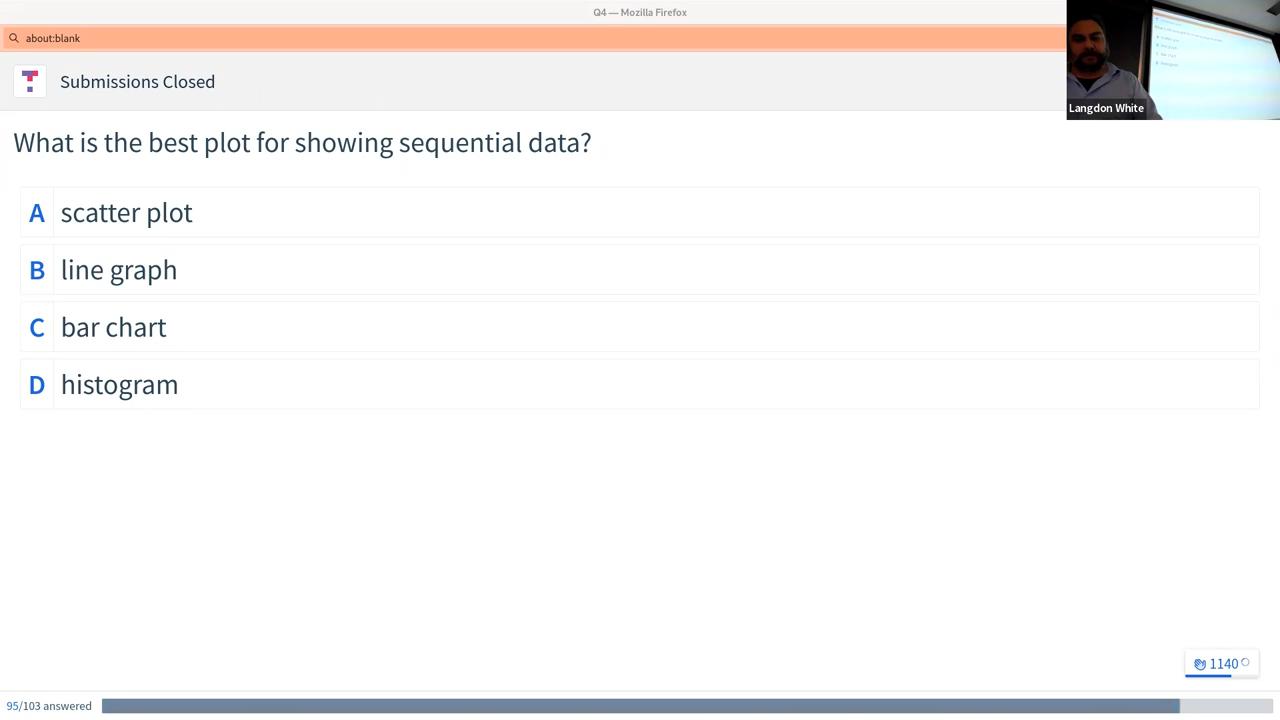 Q4 — Mozilla Firefox
about:blank
Submissions Closed
Langdon White
What is the best plot for showing sequential data?
A scatter plot
B line graph
C bar chart
D histogram
1140
95/103 answered